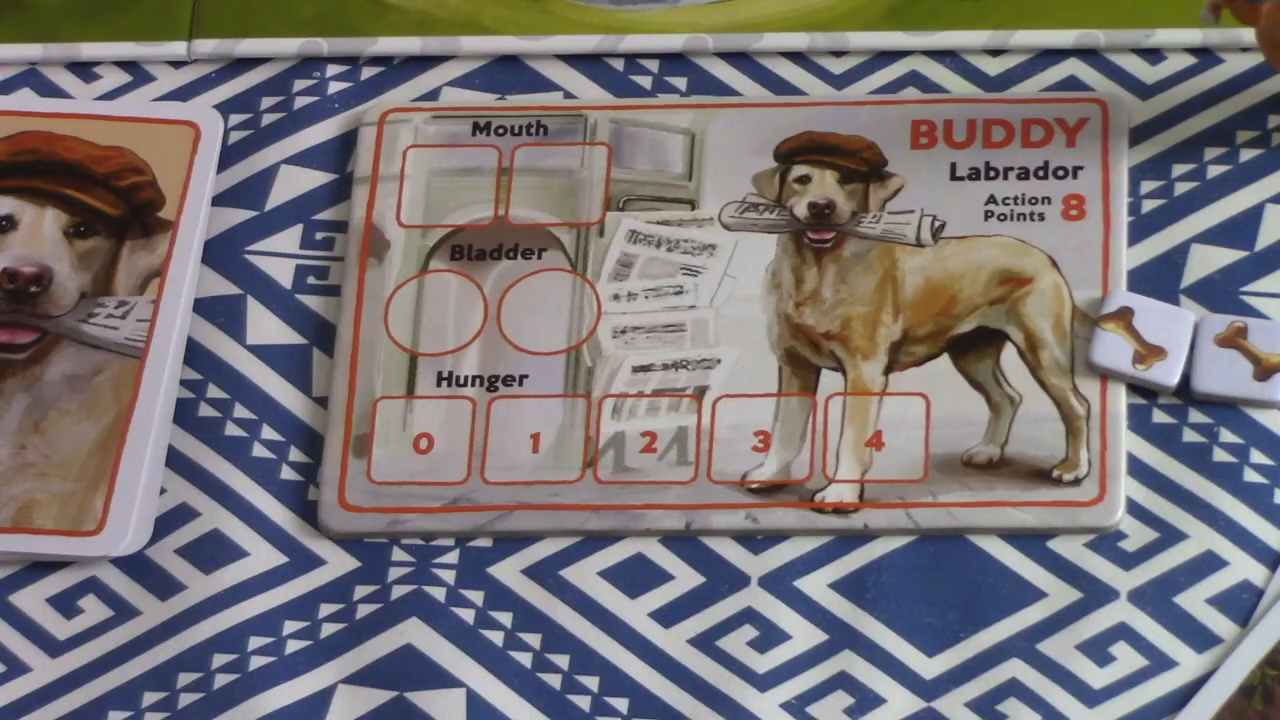 Mouth
BUDDY
Labrador
Action
Points 8
Bladder
Hunger
0 1 2 3 4